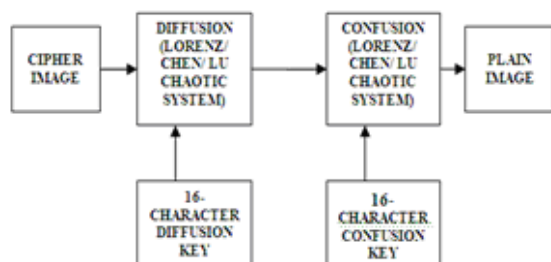 CIPHER
IMAGE
DIFFUSION
(LORENZ/
CHEN/ LU
CHAOTIC
SYSTEM)
CONFUSION
(LORENZ/
CHEN/ LU
CHAOTIC
SYSTEM)
PLAIN
IMAGE
16-
CHARACTER
DIFFUSION
KEY
16-
CHARACTER
CONFUSION
KEY